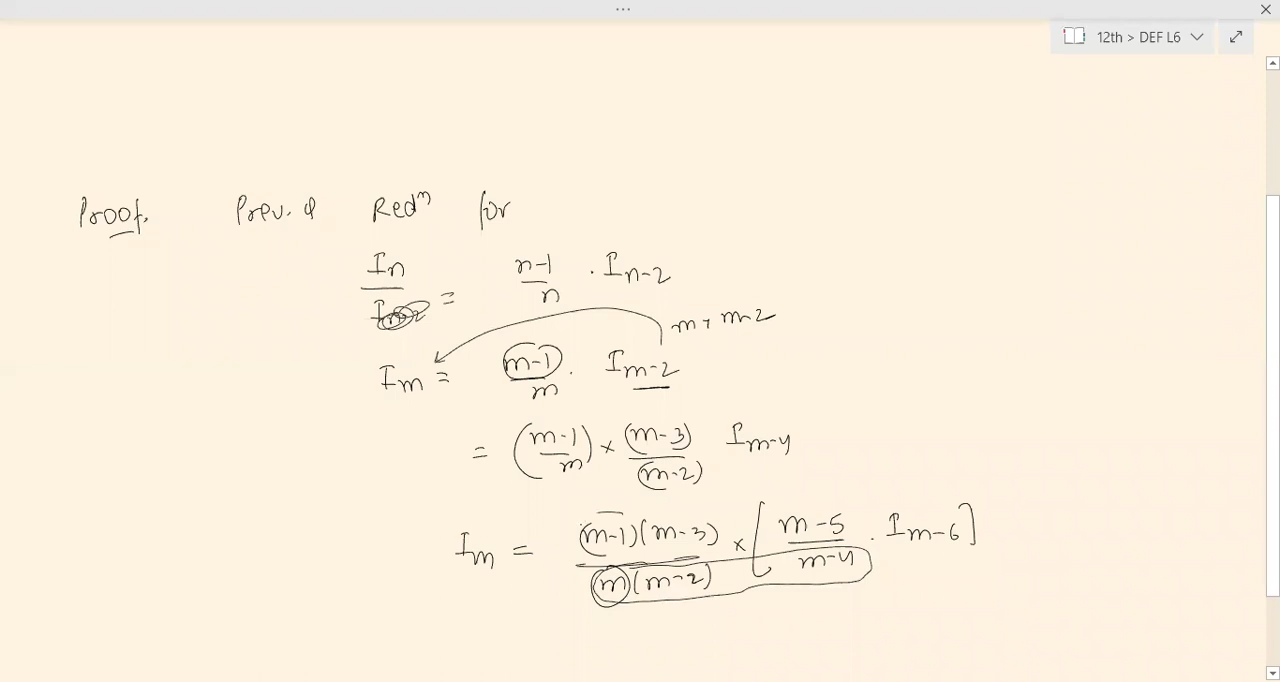 12th > DEF L6
Proof. Prev. Q Redⁿ for
In = n-1/n . In-2
m → m-2
Im = m-1/m . Im-2
= (m-1/m) × (m-3)/(m-2) Im-4
Im = (m-1)(m-3)/m(m-2) × [m-5/m-4 . Im-6]